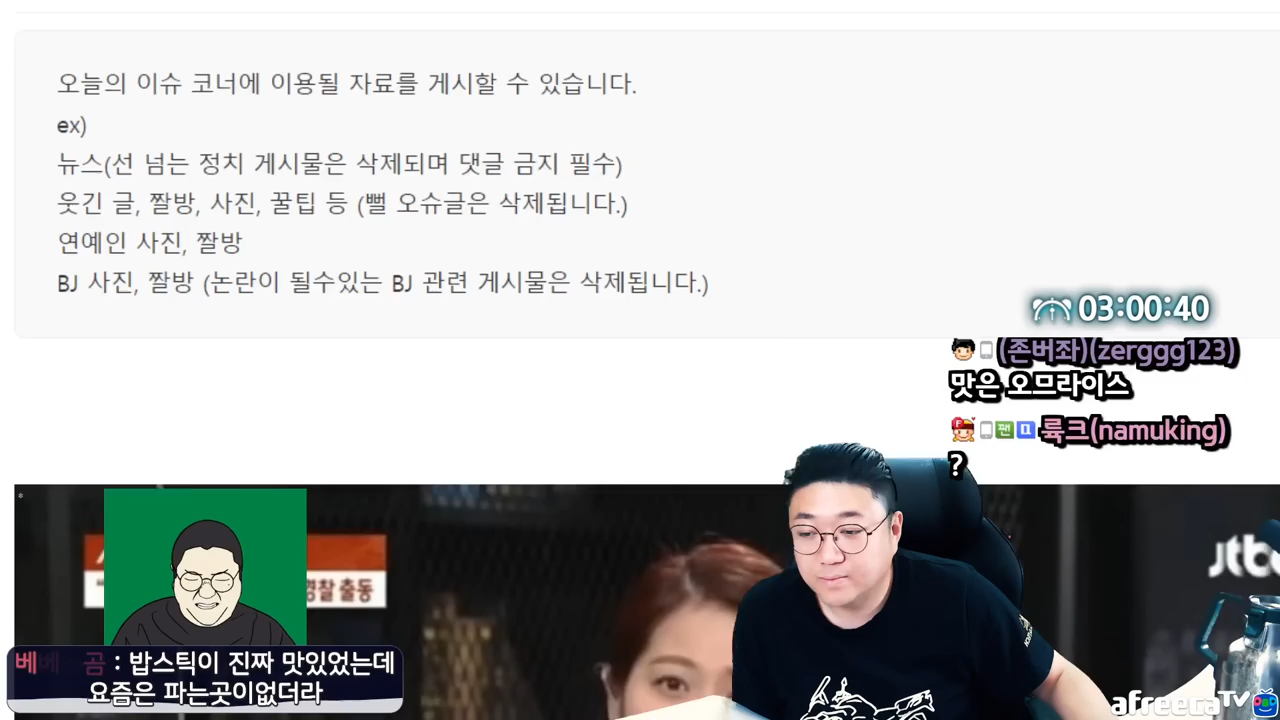 오늘의 이슈 코너에 이용될 자료를 게시할 수 있습니다.
ex)
뉴스(선 넘는 정치 게시물은 삭제되며 댓글 금지 필수)
웃긴 글, 짤방, 사진, 꿀팁 등 (뻘 오슈글은 삭제됩니다.)
연예인 사진, 짤방
BJ 사진, 짤방 (논란이 될수있는 BJ 관련 게시물은 삭제됩니다.)
03:00:40
(존버좌)(zerggg123)
맛은 오므라이스
팬
륙크(namuking)
?
경찰 출동
jtbc
베베 곰 : 밥스틱이 진짜 맛있었는데
요즘은 파는곳이없더라
afreecaTV